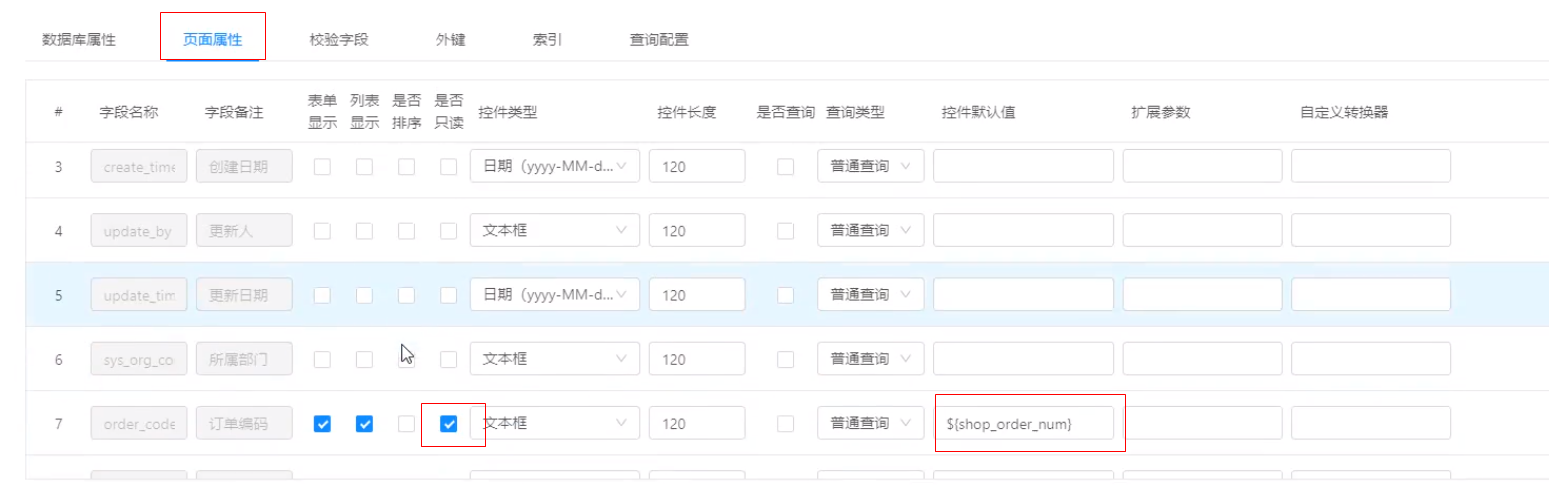 数据库属性 页面属性 校验字段 外键 索引 查询配置
# 字段名称 字段备注 表单显示 列表显示 是否排序 是否只读 控件类型 控件长度 是否查询 查询类型 控件默认值 扩展参数 自定义转换器
3 create_time 创建日期 日期（yyyy-MM-d... 120 普通查询
4 update_by 更新人 文本框 120 普通查询
5 update_tim 更新日期 日期（yyyy-MM-d... 120 普通查询
6 sys_org_co 所属部门 文本框 120 普通查询
7 order_code 订单编码 文本框 120 普通查询 ${shop_order_num}